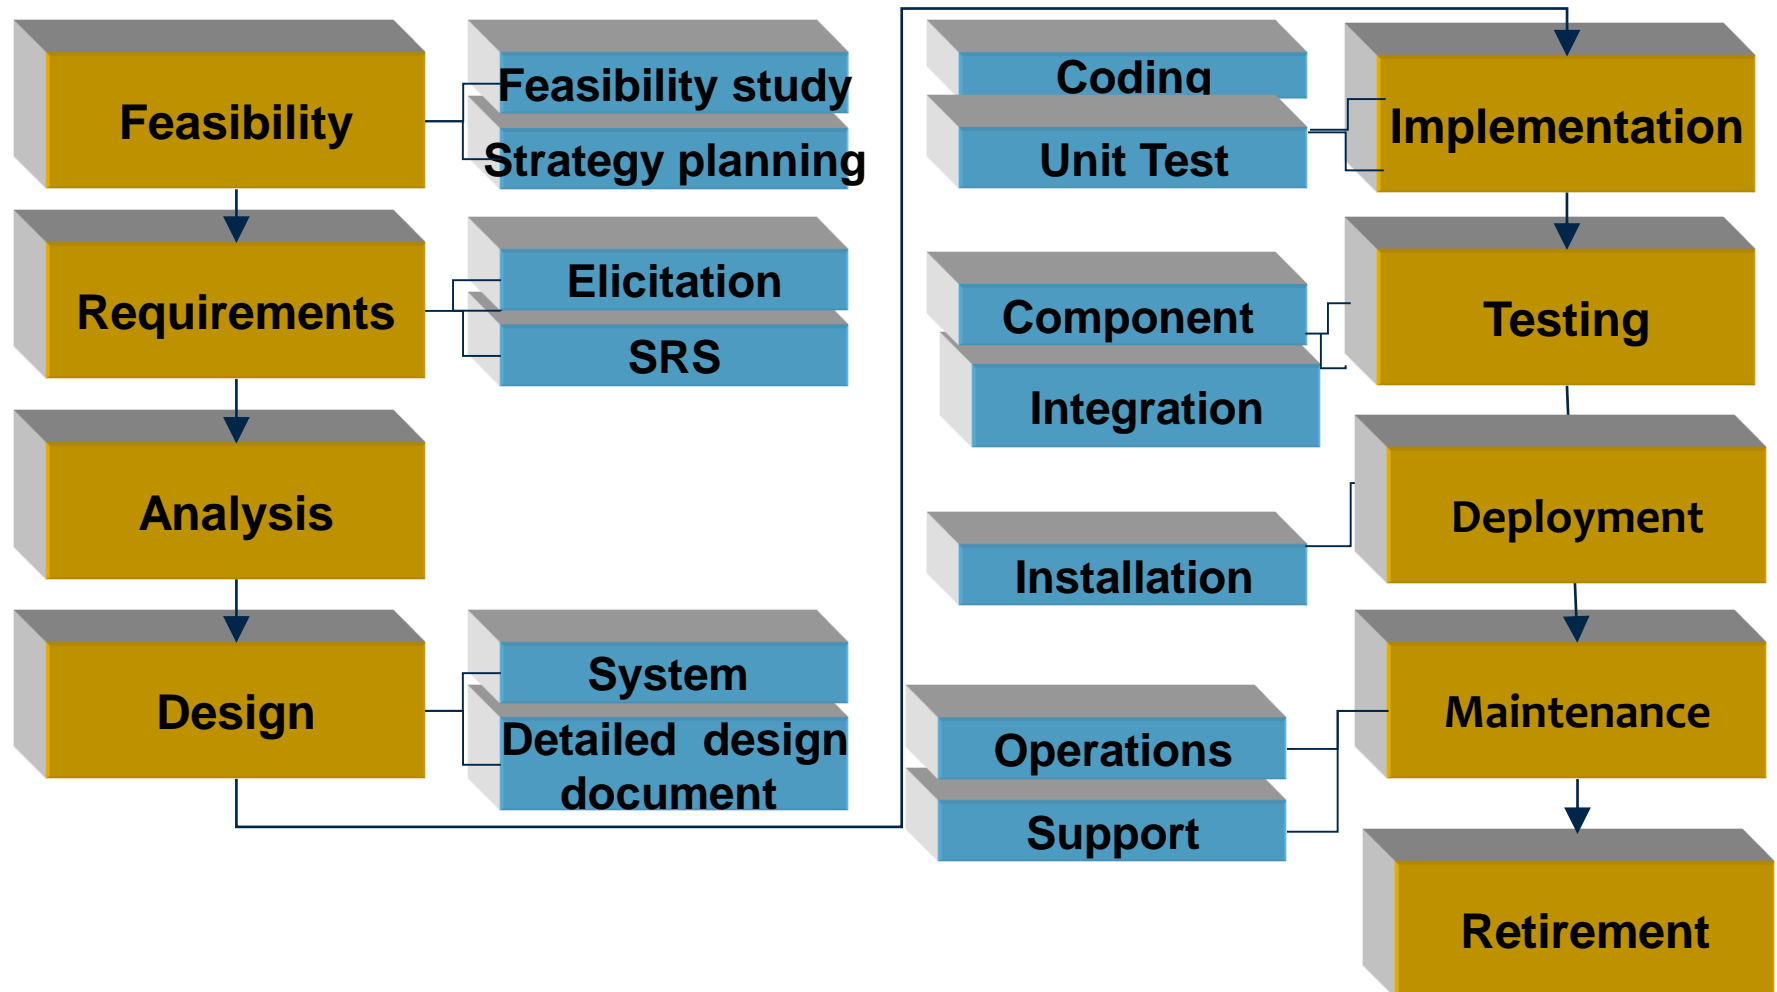 Feasibility
Feasibility study
Strategy planning
Requirements
Elicitation
SRS
Analysis
Design
System
Detailed design
document
Coding
Unit Test
Implementation
Component
Integration
Testing
Installation
Deployment
Operations
Support
Maintenance
Retirement